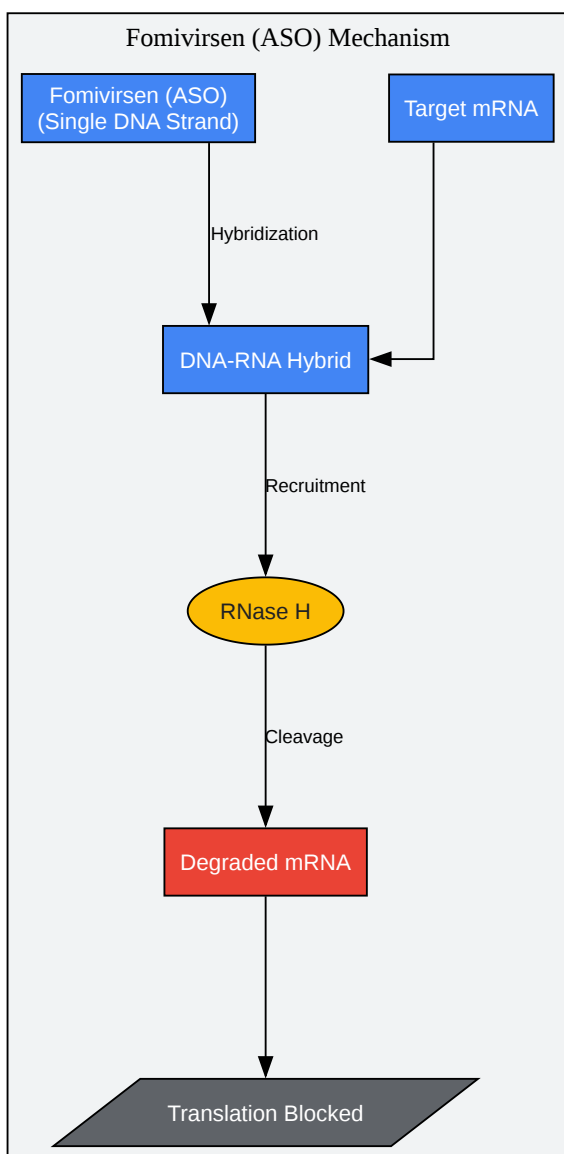 Fomivirsen (ASO) Mechanism
Fomivirsen (ASO)
(Single DNA Strand)
Target mRNA
Hybridization
DNA-RNA Hybrid
Recruitment
RNase H
Cleavage
Degraded mRNA
Translation Blocked